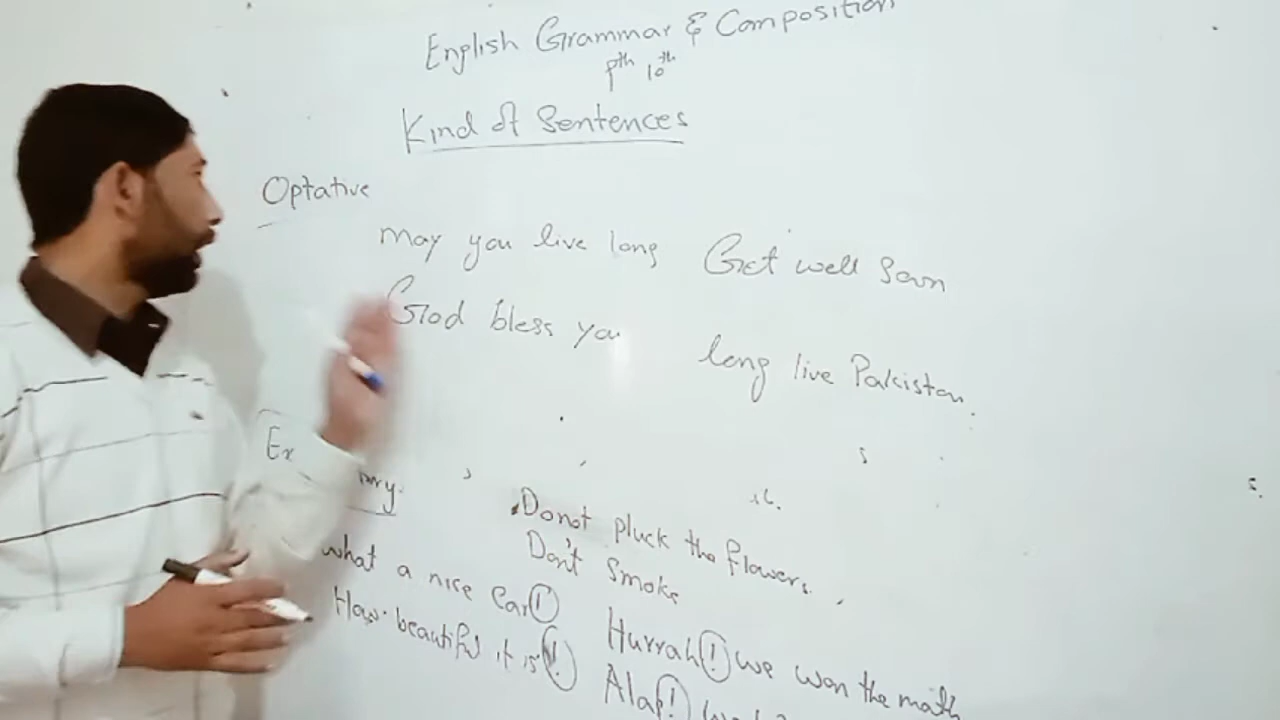 English Grammar & Composition
9th 10th
Kind of Sentences
Optative
May you live long Get well soon
God bless you long live Pakistan.
Ex
Donot pluck the flowers.
Don't Smoke
what a nice Car!
How beautiful it is!
Hurrah! we won the math
Alas!